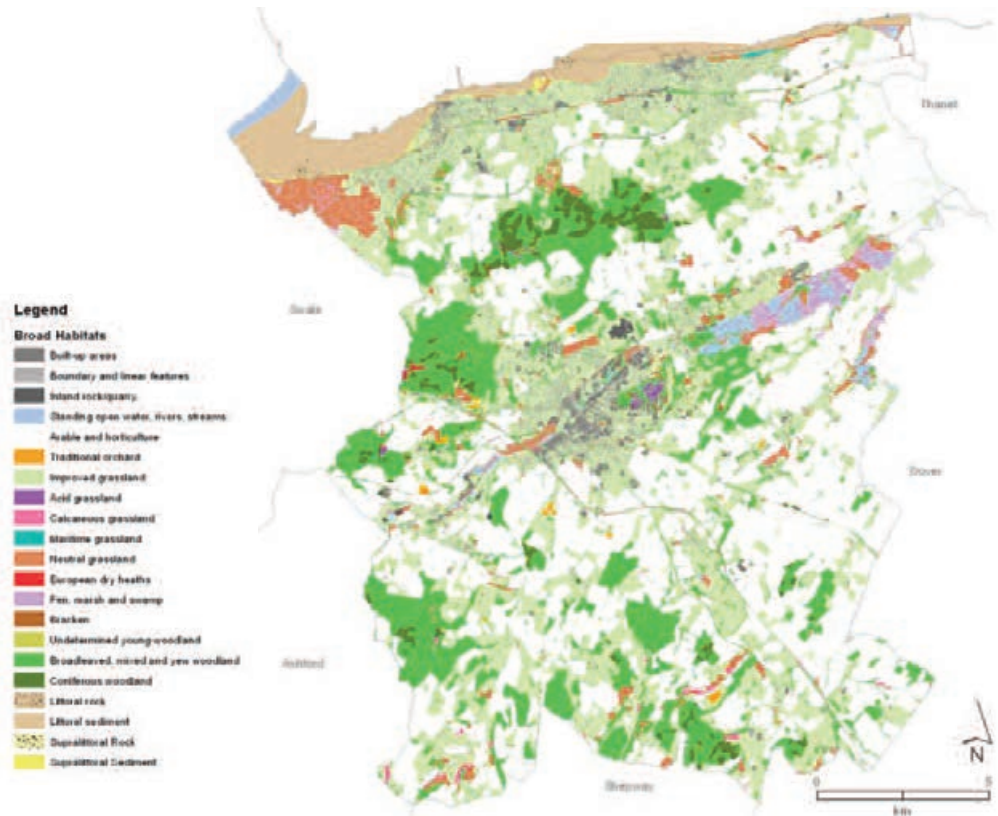 Thanet
Swale
Legend
Broad Habitats
Built-up areas
Boundary and linear features
Inland rock/quarry
Standing open water, rivers, streams
Arable and horticulture
Traditional orchard
Improved grassland
Acid grassland
Calcareous grassland
Maritime grassland
Neutral grassland
European dry heaths
Fen, marsh and swamp
Bracken
Undetermined young woodland
Broadleaved, mixed and yew woodland
Coniferous woodland
Littoral rock
Littoral sediment
Supralittoral Rock
Supralittoral Sediment
Dover
Ashford
Shepway
N
0 5
km